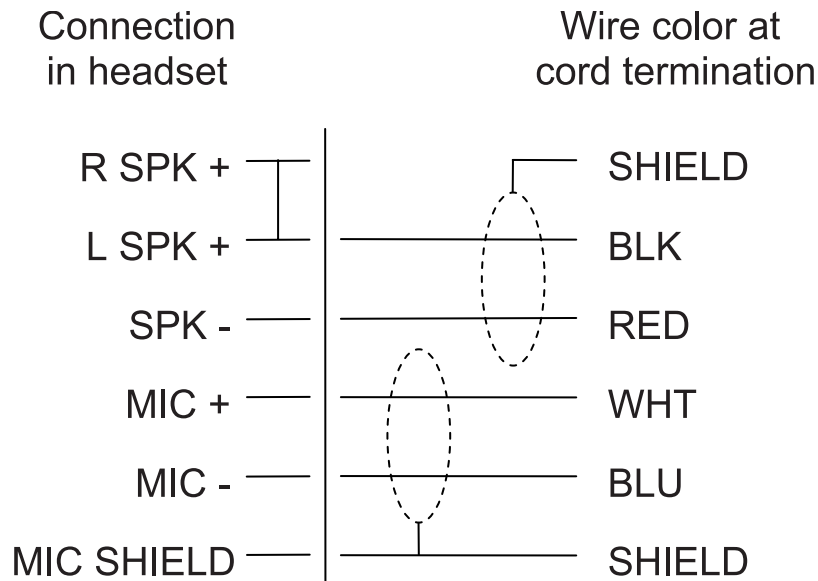 Connection
in headset
Wire color at
cord termination
R SPK + SHIELD
L SPK + BLK
SPK - RED
MIC + WHT
MIC - BLU
MIC SHIELD SHIELD